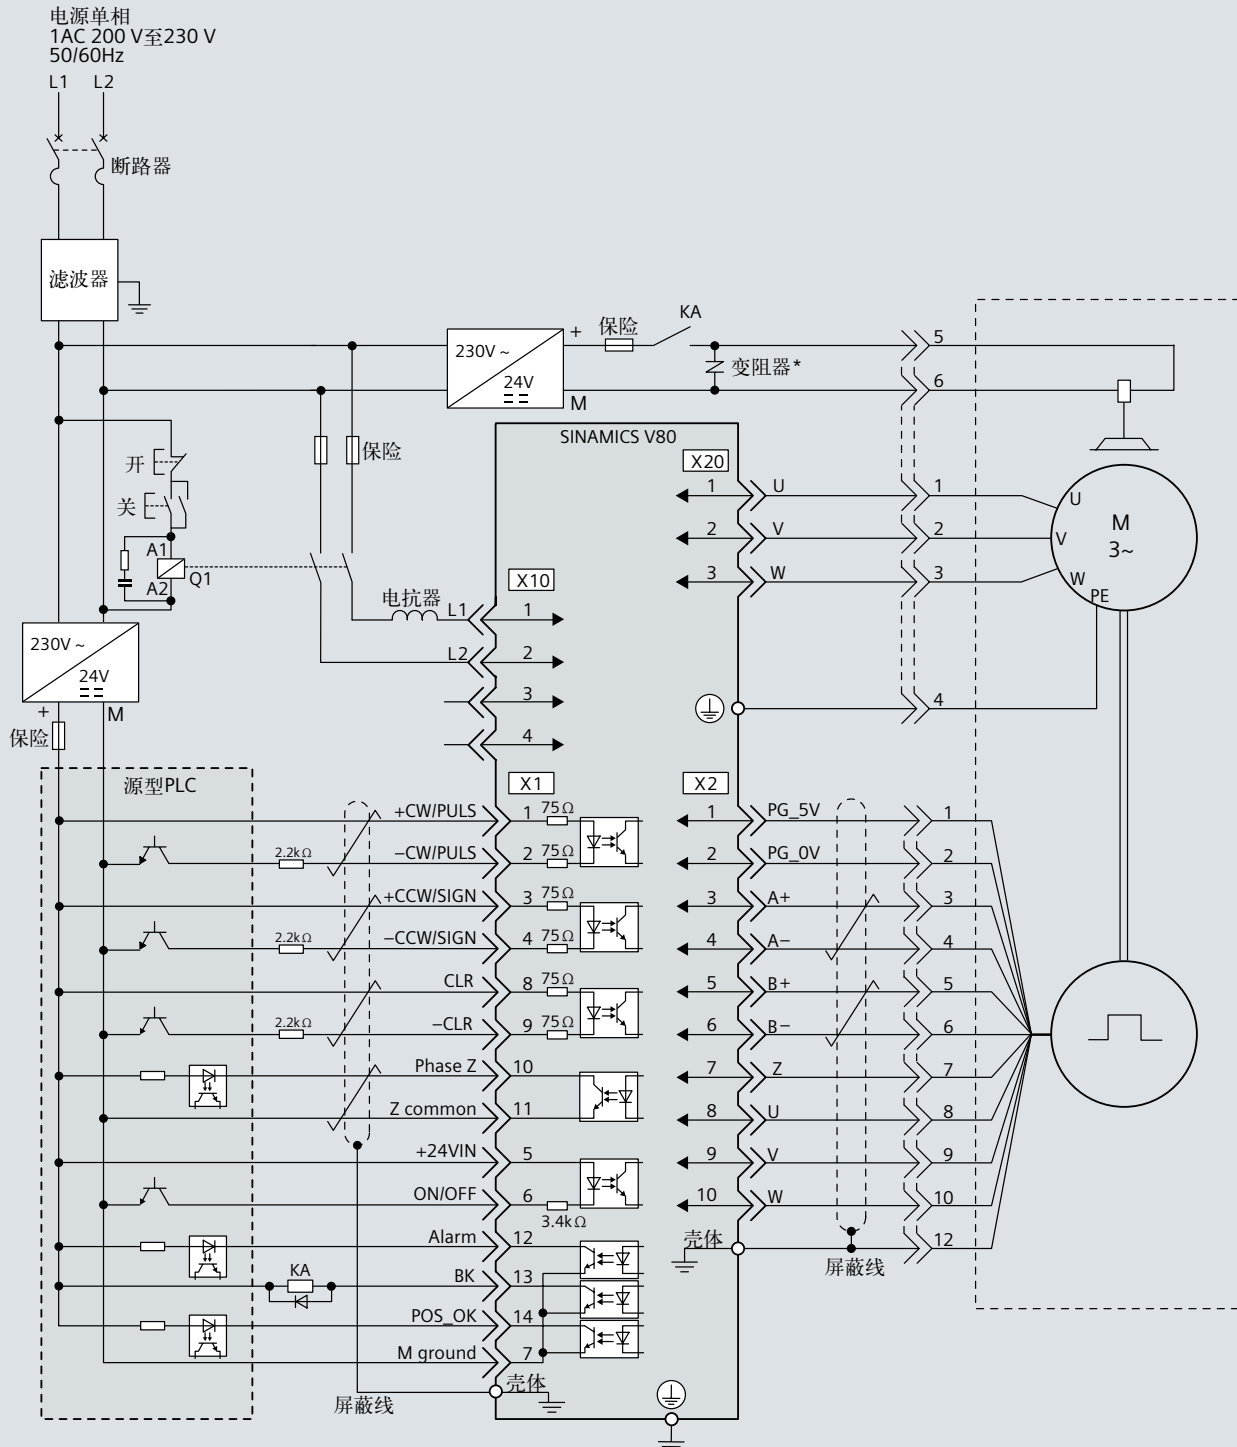 电源单相
1AC 200 V至230 V
50/60Hz
L1 L2
断路器
滤波器
230V ~
24V
+
M
保险
KA
变阻器*
5
6
保险
SINAMICS V80
开
关
A1
A2
Q1
X20
1 U 1
2 V 2
3 W 3
U
V
W
M
3~
PE
4
X10
电抗器
L1 1
L2 2
3
4
230V ~
24V
+
M
保险
源型PLC
X1
+CW/PULS 1 75Ω
2.2kΩ −CW/PULS 2 75Ω
+CCW/SIGN 3 75Ω
2.2kΩ −CCW/SIGN 4 75Ω
CLR 8 75Ω
2.2kΩ −CLR 9 75Ω
Phase Z 10
Z common 11
+24VIN 5
ON/OFF 6
3.4kΩ
Alarm 12
KA BK 13
POS_OK 14
M ground 7
壳体
屏蔽线
X2
1 PG_5V 1
2 PG_0V 2
3 A+ 3
4 A− 4
5 B+ 5
6 B− 6
7 Z 7
8 U 8
9 V 9
10 W 10
壳体 12
屏蔽线